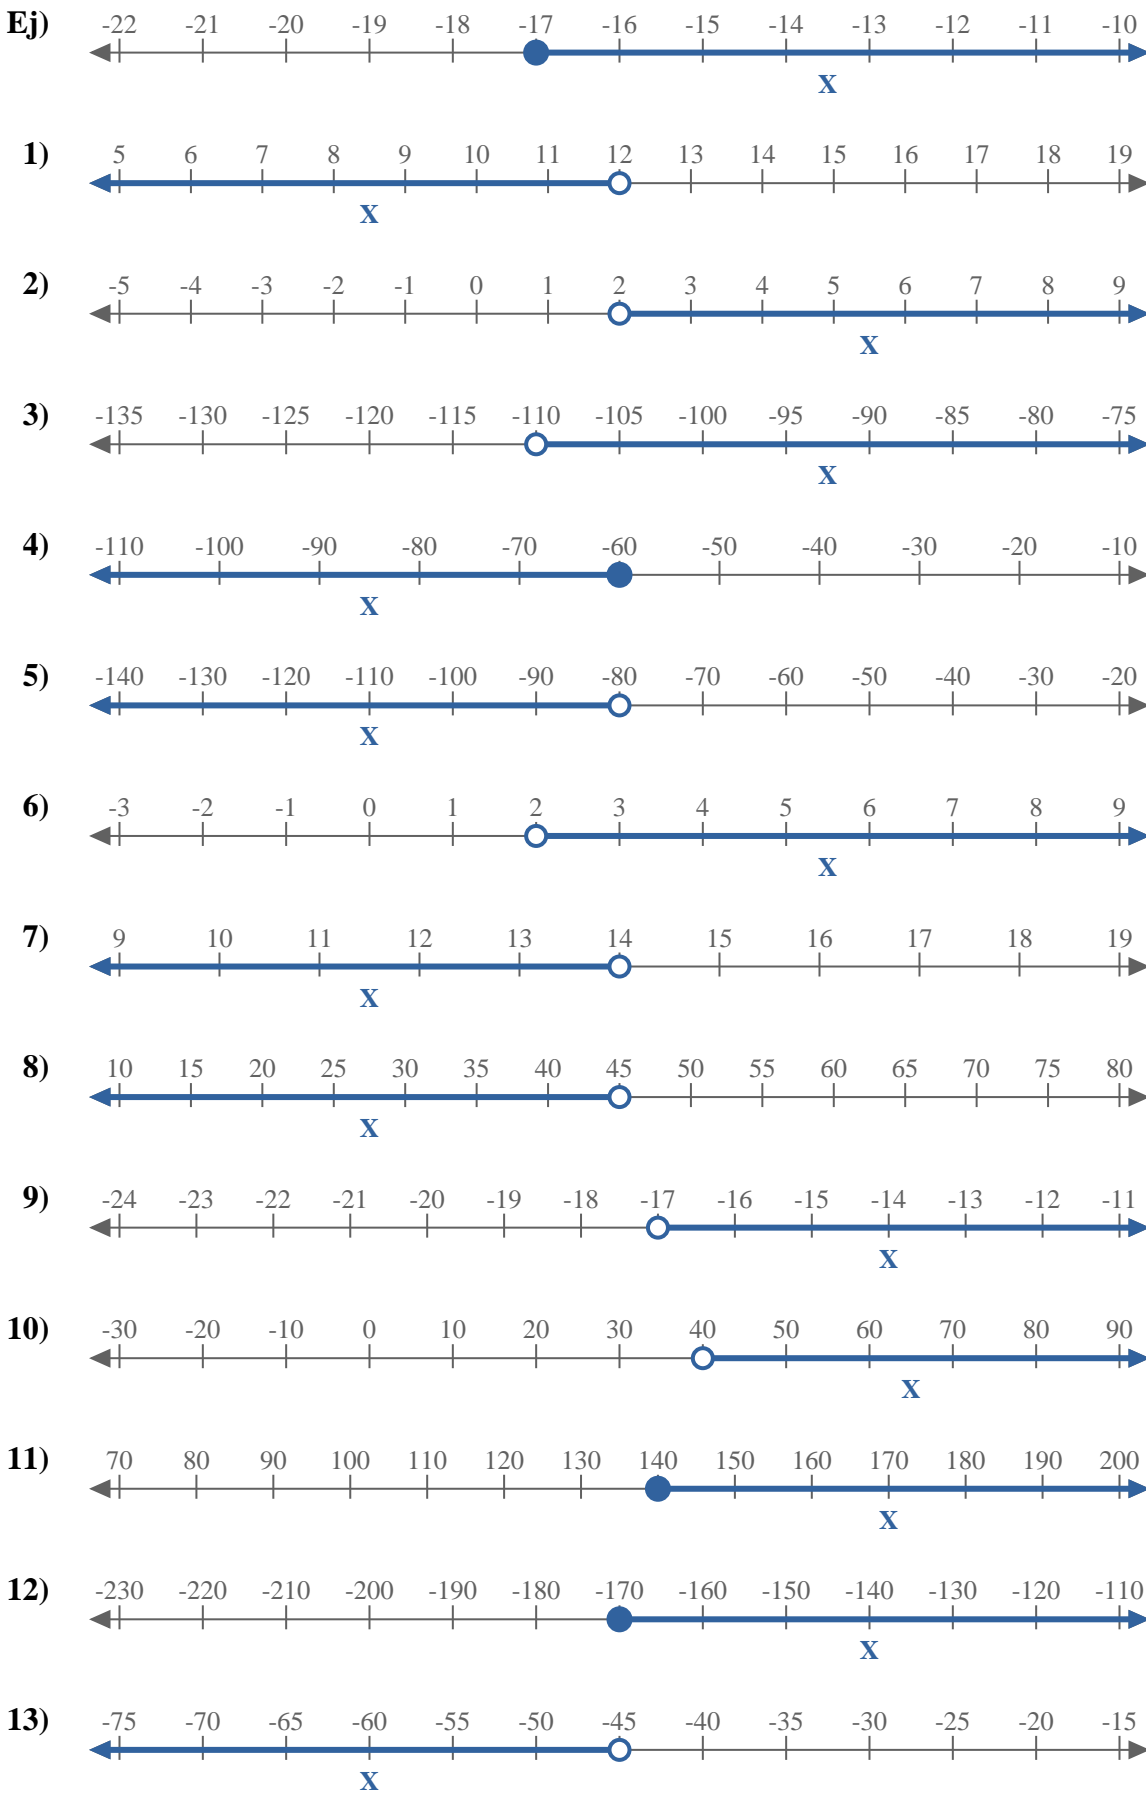 Ej) -22 -21 -20 -19 -18 -17 -16 -15 -14 -13 -12 -11 -10
X
1) 5 6 7 8 9 10 11 12 13 14 15 16 17 18 19
X
2) -5 -4 -3 -2 -1 0 1 2 3 4 5 6 7 8 9
X
3) -135 -130 -125 -120 -115 -110 -105 -100 -95 -90 -85 -80 -75
X
4) -110 -100 -90 -80 -70 -60 -50 -40 -30 -20 -10
X
5) -140 -130 -120 -110 -100 -90 -80 -70 -60 -50 -40 -30 -20
X
6) -3 -2 -1 0 1 2 3 4 5 6 7 8 9
X
7) 9 10 11 12 13 14 15 16 17 18 19
X
8) 10 15 20 25 30 35 40 45 50 55 60 65 70 75 80
X
9) -24 -23 -22 -21 -20 -19 -18 -17 -16 -15 -14 -13 -12 -11
X
10) -30 -20 -10 0 10 20 30 40 50 60 70 80 90
X
11) 70 80 90 100 110 120 130 140 150 160 170 180 190 200
X
12) -230 -220 -210 -200 -190 -180 -170 -160 -150 -140 -130 -120 -110
X
13) -75 -70 -65 -60 -55 -50 -45 -40 -35 -30 -25 -20 -15
X